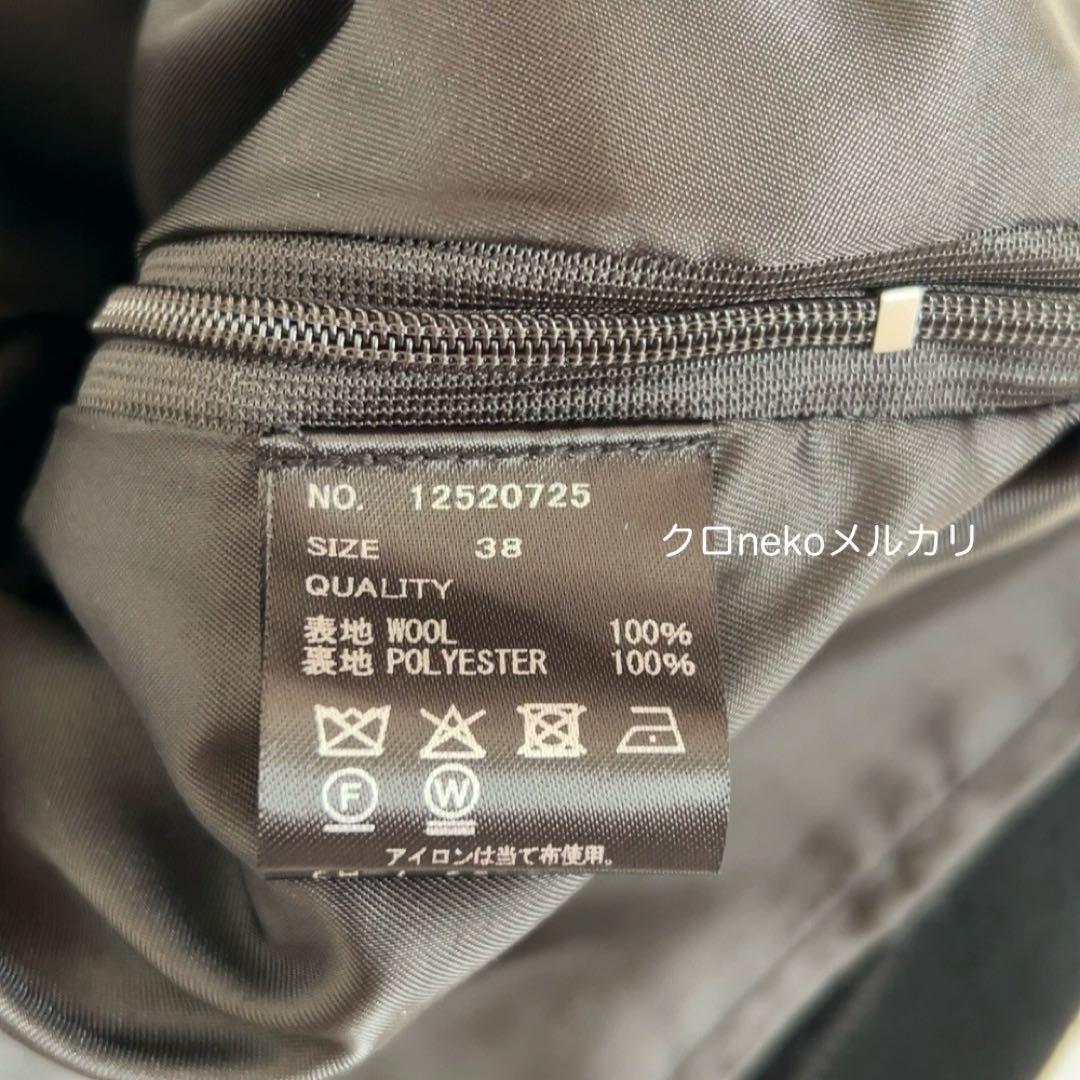 NO. 12520725
SIZE 38
クロnekoメルカリ
QUALITY
表地 WOOL 100%
裏地 POLYESTER 100%
F W
アイロンは当て布使用。